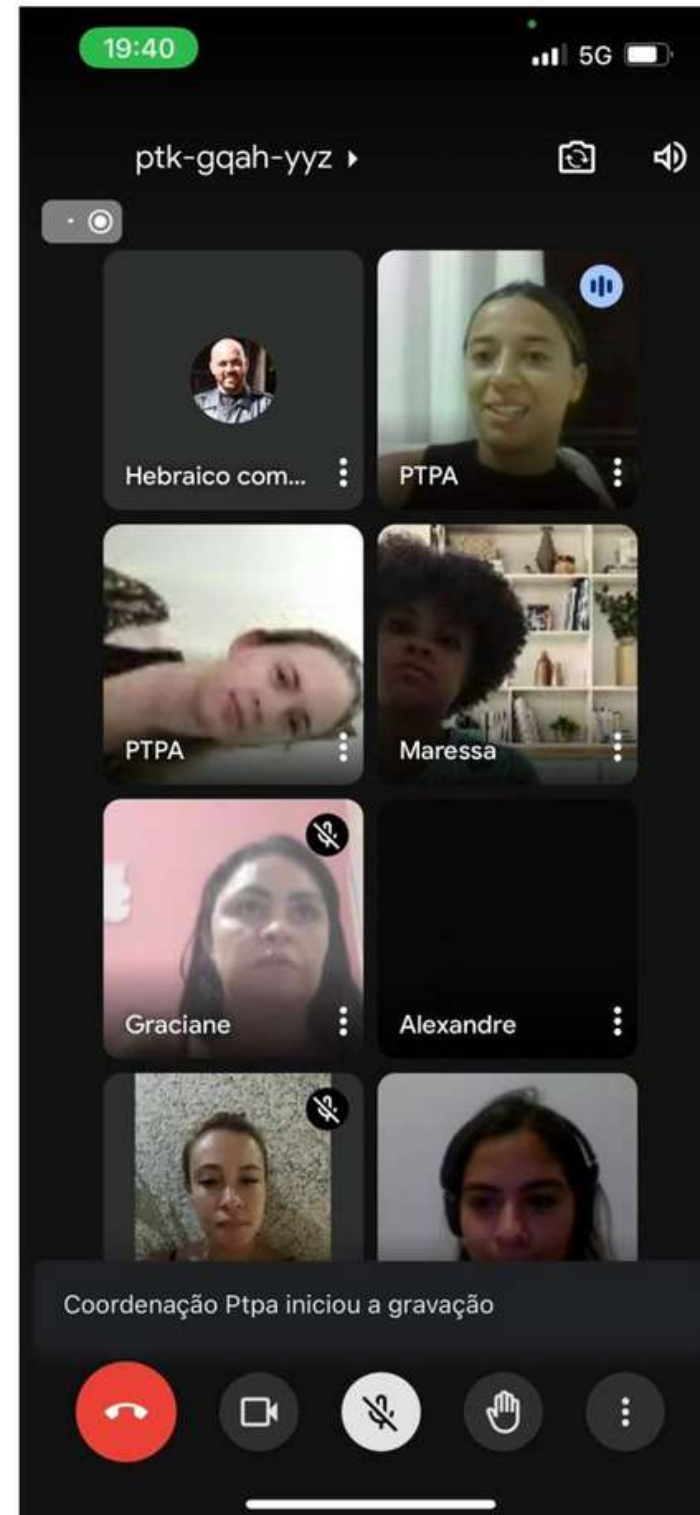 19:40
5G
ptk-gqah-yyz
Hebraico com...
PTPA
PTPA
Maressa
Graciane
Alexandre
Coordenação Ptpa iniciou a gravação